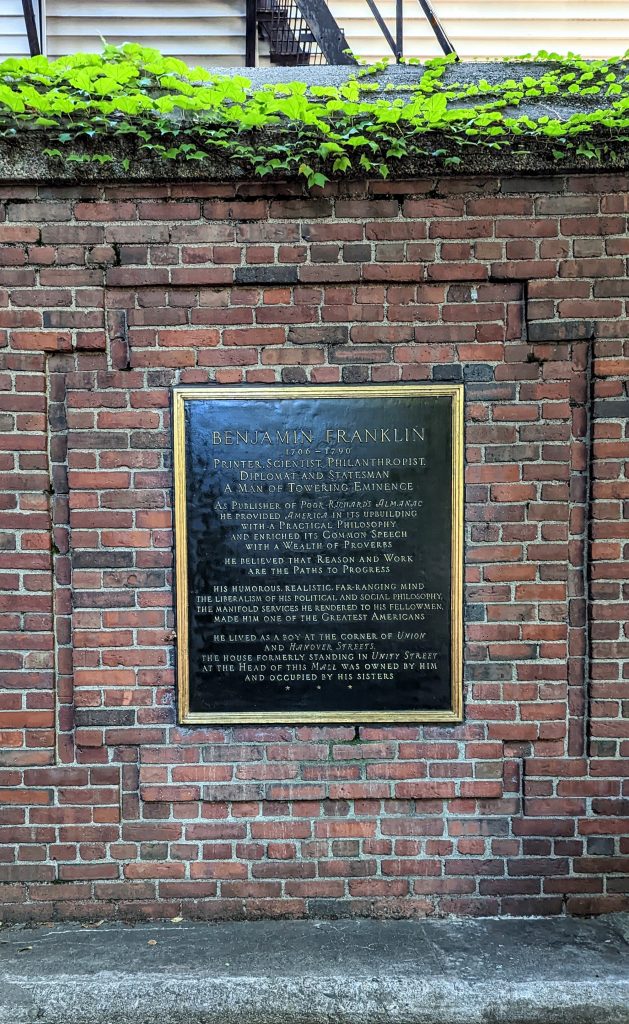 BENJAMIN FRANKLIN
1706 – 1790
PRINTER, SCIENTIST, PHILANTHROPIST,
DIPLOMAT AND STATESMAN
A MAN OF TOWERING EMINENCE
AS PUBLISHER OF POOR RICHARD'S ALMANAC
HE PROVIDED AMERICA IN ITS UPBUILDING
WITH A PRACTICAL PHILOSOPHY
AND ENRICHED ITS COMMON SPEECH
WITH A WEALTH OF PROVERBS
HE BELIEVED THAT REASON AND WORK
ARE THE PATHS TO PROGRESS
HIS HUMOROUS, REALISTIC, FAR-RANGING MIND
THE LIBERALISM OF HIS POLITICAL AND SOCIAL PHILOSOPHY,
THE MANIFOLD SERVICES HE RENDERED TO HIS FELLOWMEN,
MADE HIM ONE OF THE GREATEST AMERICANS
HE LIVED AS A BOY AT THE CORNER OF UNION
AND HANOVER STREETS.
THE HOUSE FORMERLY STANDING IN UNITY STREET
AT THE HEAD OF THIS MALL WAS OWNED BY HIM
AND OCCUPIED BY HIS SISTERS
* * *